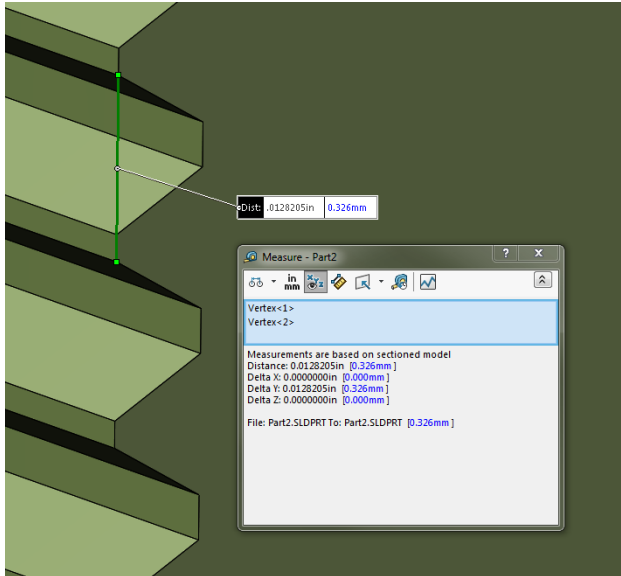 Dist: .0128205in 0.326mm
Measure - Part2
? x
in
mm
x y z
Vertex<1>
Vertex<2>
Measurements are based on sectioned model
Distance: 0.0128205in [0.326mm]
Delta X: 0.0000000in [0.000mm]
Delta Y: 0.0128205in [0.326mm]
Delta Z: 0.0000000in [0.000mm]
File: Part2.SLDPRT To: Part2.SLDPRT [0.326mm]